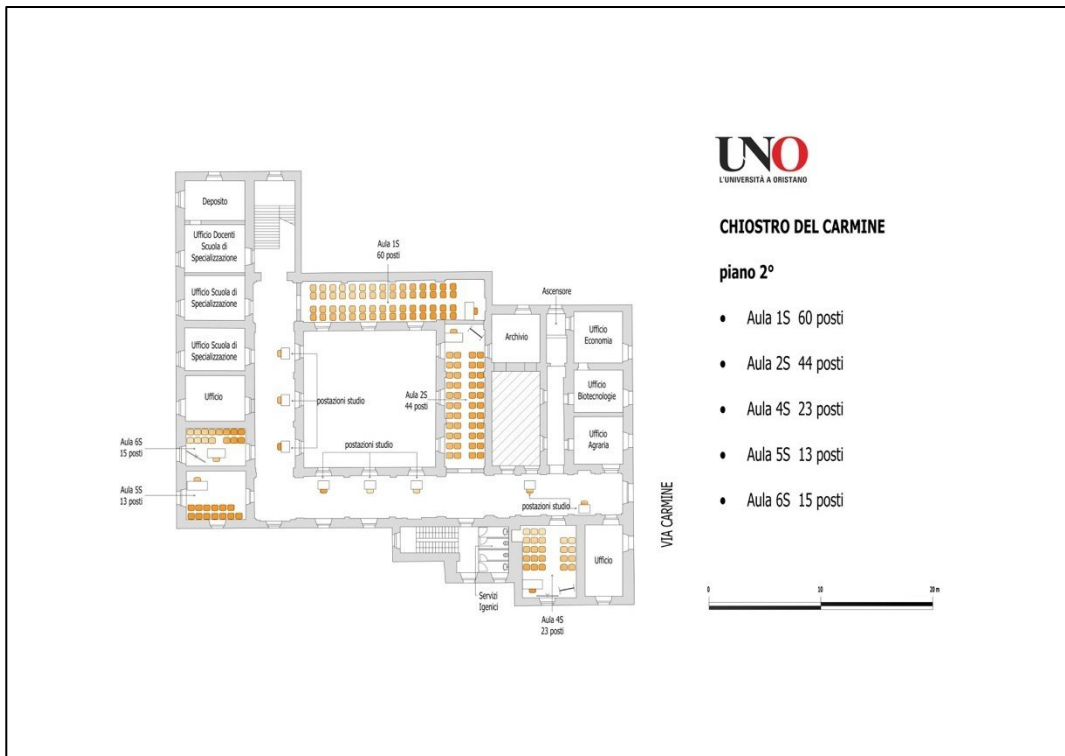 UNO
L'UNIVERSITÀ A ORISTANO
CHIOSTRO DEL CARMINE
piano 2°
• Aula 1S 60 posti
• Aula 2S 44 posti
• Aula 4S 23 posti
• Aula 5S 13 posti
• Aula 6S 15 posti
0 10 20 m
Deposito
Ufficio Docenti
Scuola di
Specializzazione
Ufficio Scuola di
Specializzazione
Ufficio Scuola di
Specializzazione
Ufficio
Aula 6S
15 posti
Aula 5S
13 posti
Aula 1S
60 posti
postazioni studio
postazioni studio
Aula 2S
44 posti
Archivio
Ascensore
Ufficio
Economia
Ufficio
Biotecnologie
Ufficio
Agraria
postazioni studio
Servizi
Igenici
Aula 4S
23 posti
Ufficio
VIA CARMINE